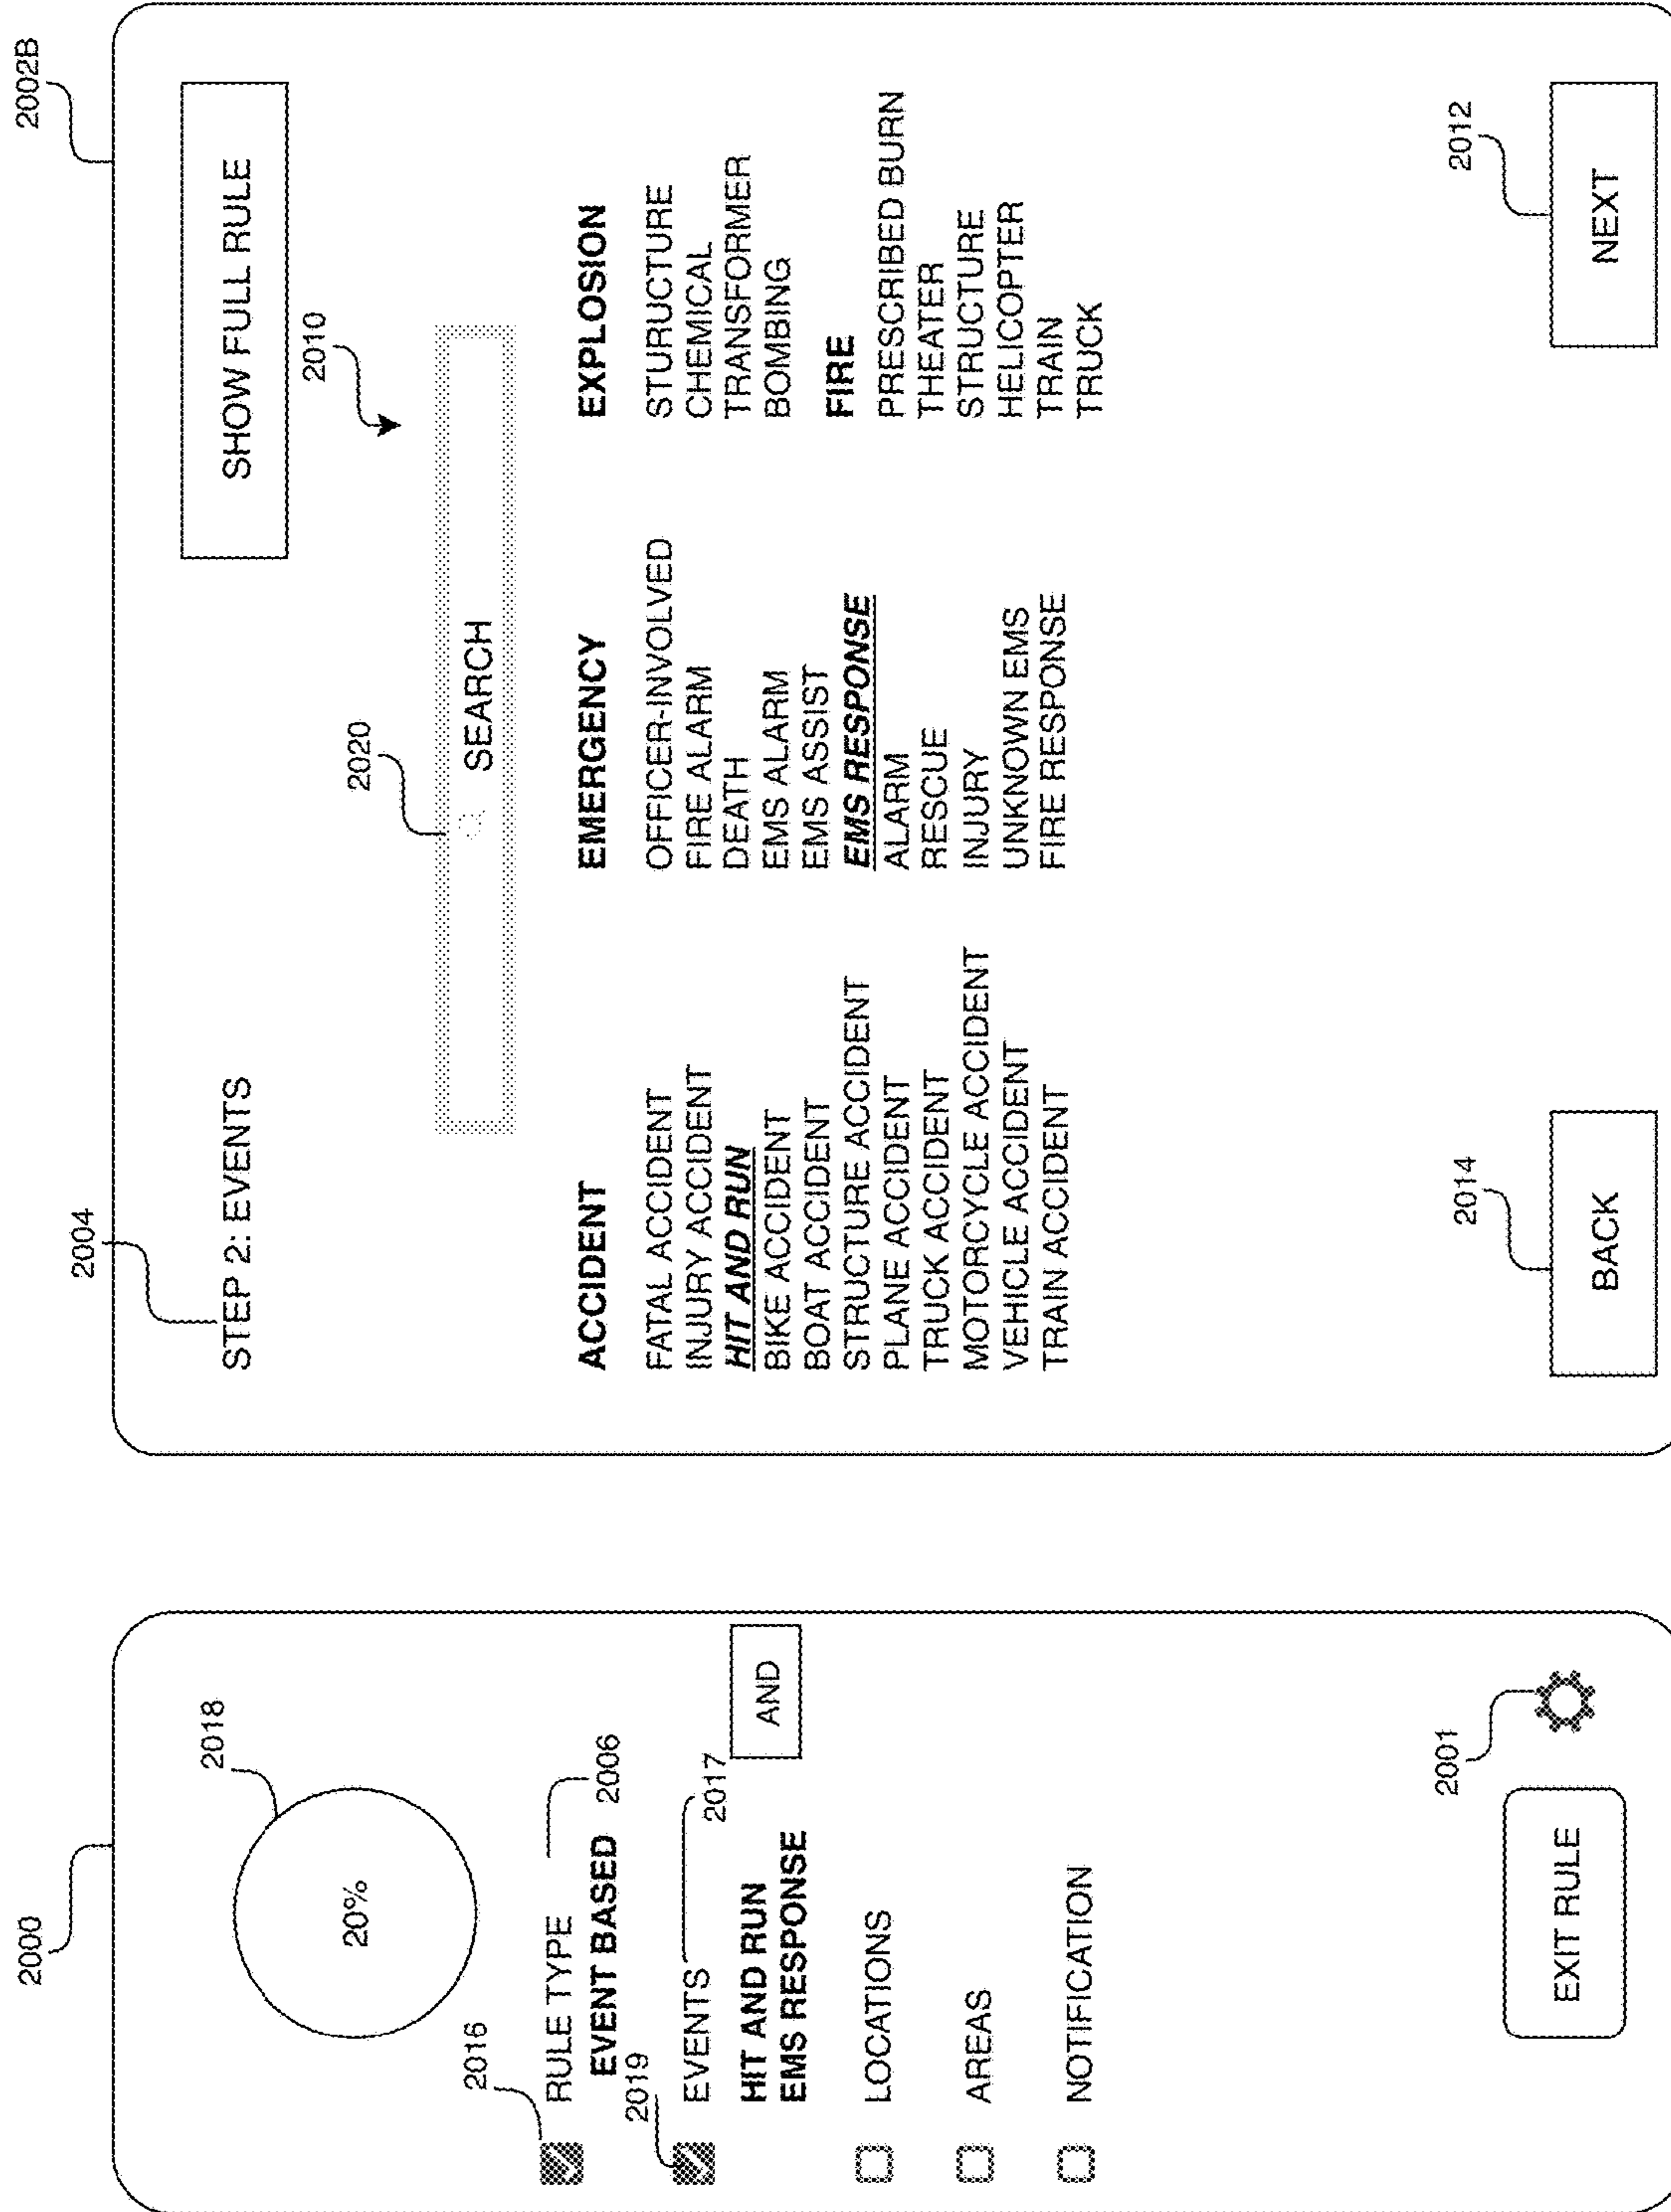 2000
2018
20%
2016
RULE TYPE
2006
EVENT BASED
2019
EVENTS
2017
HIT AND RUN
EMS RESPONSE
AND
LOCATIONS
AREAS
NOTIFICATION
2001
EXIT RULE
2002B
2004
STEP 2: EVENTS
SHOW FULL RULE
2010
2020
SEARCH
ACCIDENT
FATAL ACCIDENT
INJURY ACCIDENT
HIT AND RUN
BIKE ACCIDENT
BOAT ACCIDENT
STRUCTURE ACCIDENT
PLANE ACCIDENT
TRUCK ACCIDENT
MOTORCYCLE ACCIDENT
VEHICLE ACCIDENT
TRAIN ACCIDENT
EMERGENCY
OFFICER-INVOLVED
FIRE ALARM
DEATH
EMS ALARM
EMS ASSIST
EMS RESPONSE
ALARM
RESCUE
INJURY
UNKNOWN EMS
FIRE RESPONSE
EXPLOSION
STURUCTURE
CHEMICAL
TRANSFORMER
BOMBING
FIRE
PRESCRIBED BURN
THEATER
STRUCTURE
HELICOPTER
TRAIN
TRUCK
2014
BACK
2012
NEXT